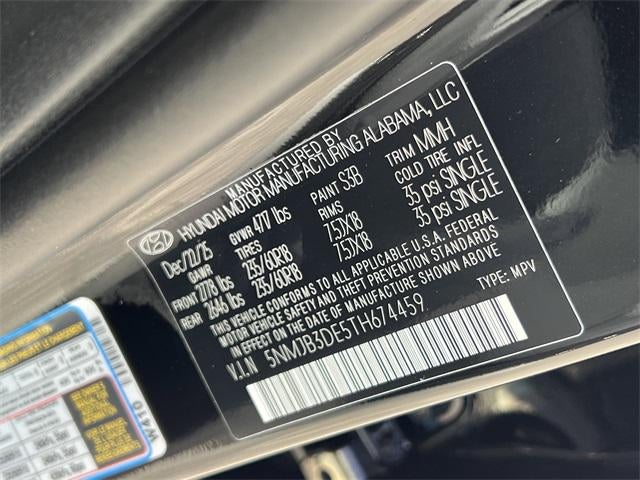 MANUFACTURED BY
HYUNDAI MOTOR MANUFACTURING ALABAMA, LLC
Dec/12/25 GTWR 4717 lbs PAINT S3B TRIM MMH
GAWR TIRES RIMS COLD TIRE INFL
FRONT 2778 lbs 235/60R18 7.5JX18 35 psi SINGLE
REAR 2646 lbs 235/60R18 7.5JX18 35 psi SINGLE
THIS VEHICLE CONFORMS TO ALL APPLICABLE U.S.A. FEDERAL
MOTOR VEHICLE SAFETY AND THEFT PREVENTION STANDARDS
IN EFFECT ON THE DATE OF MANUFACTURE SHOWN ABOVE.
V.I.N 5NMJB3DE5TH674459 TYPE: MPV
W410